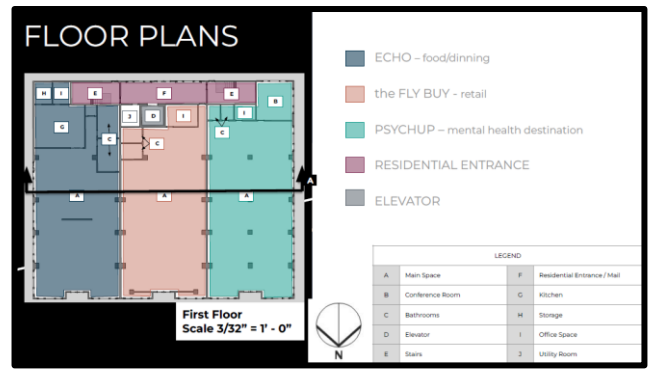 FLOOR PLANS
H I E F E B
J D I I
G C C C
A A A
A
First Floor
Scale 3/32” = 1’ - 0”
N
ECHO – food/dinning
the FLY BUY - retail
PSYCHUP – mental health destination
RESIDENTIAL ENTRANCE
ELEVATOR
LEGEND
A Main Space F Residential Entrance / Mail
B Conference Room G Kitchen
C Bathrooms H Storage
D Elevator I Office Space
E Stairs J Utility Room